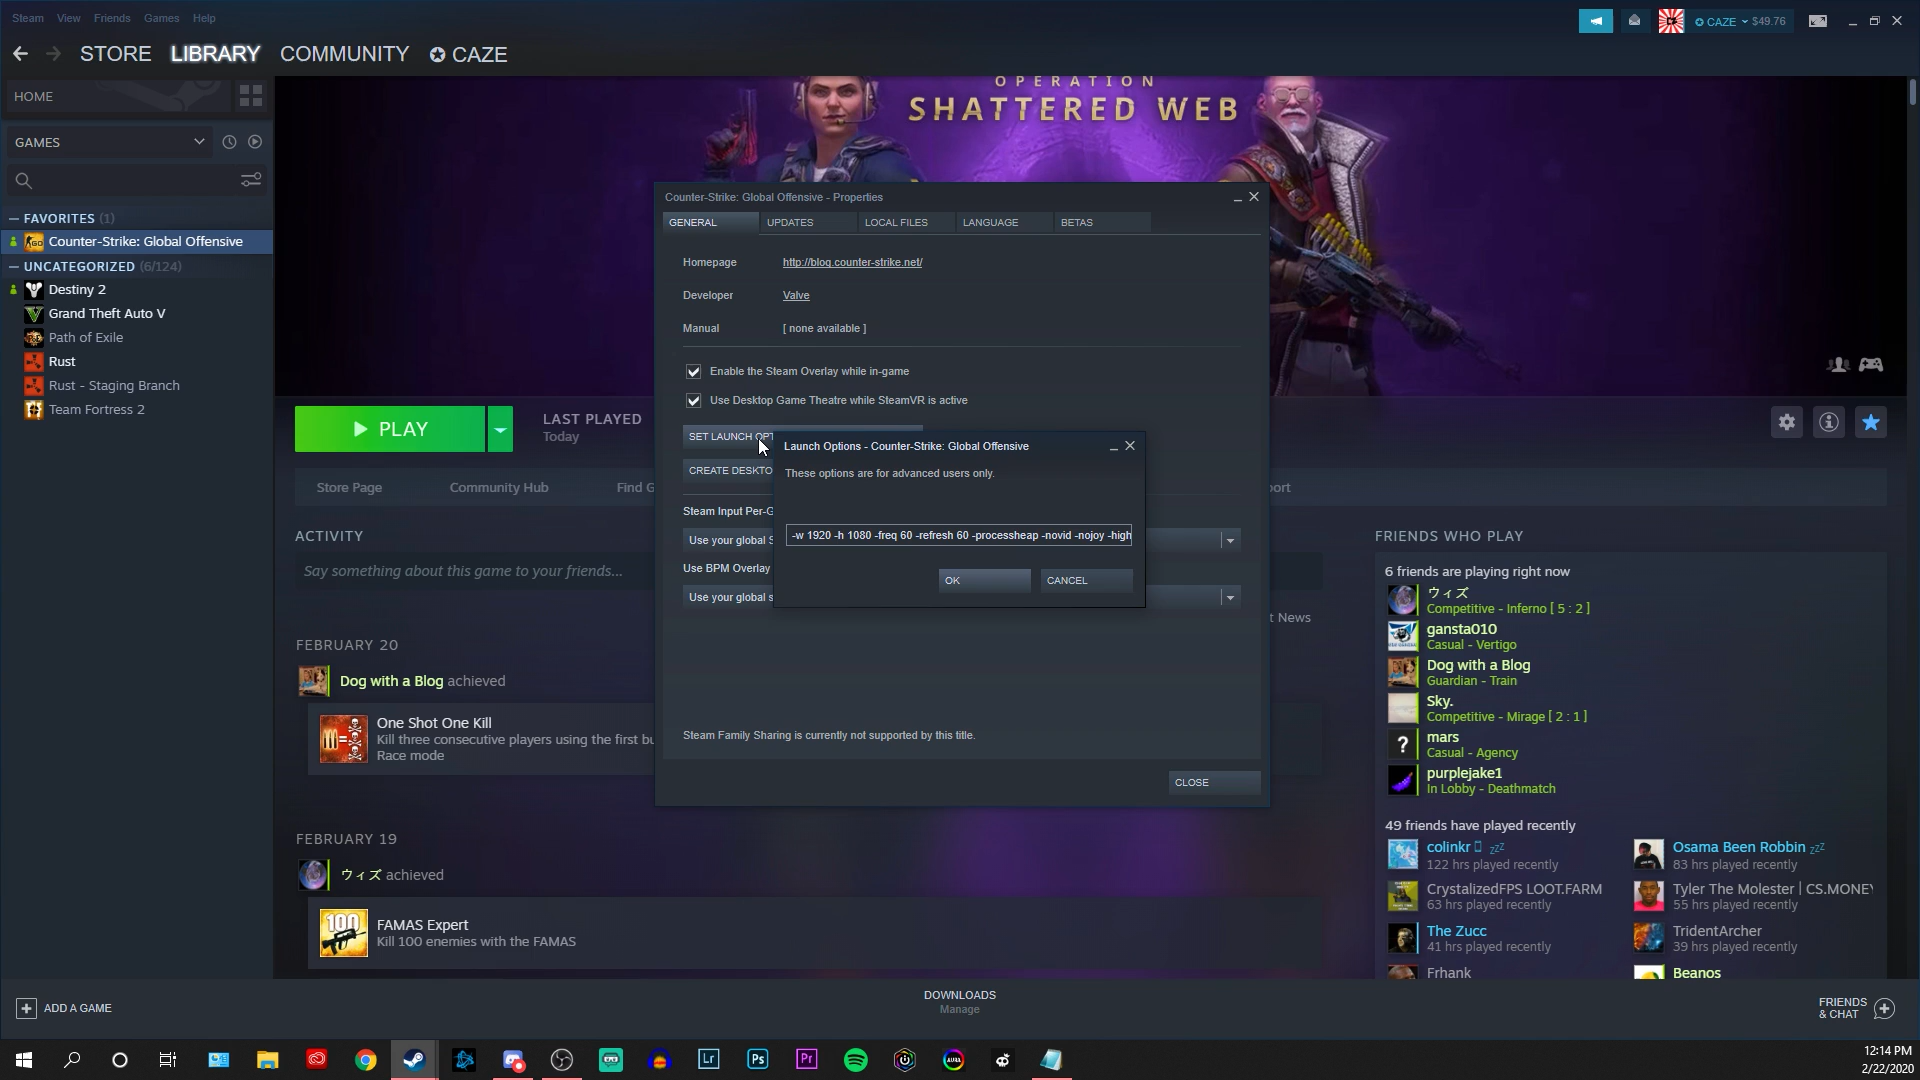 Steam View Friends Games Help
CAZE $49.76
STORE LIBRARY COMMUNITY CAZE
HOME
GAMES
FAVORITES (1)
Counter-Strike: Global Offensive
UNCATEGORIZED (6/124)
Destiny 2
Grand Theft Auto V
Path of Exile
Rust
Rust - Staging Branch
Team Fortress 2
OPERATION
SHATTERED WEB
PLAY
LAST PLAYED
Today
Store Page Community Hub Find G
ort
ACTIVITY
Say something about this game to your friends...
t News
FEBRUARY 20
Dog with a Blog achieved
One Shot One Kill
Kill three consecutive players using the first bu
Race mode
FEBRUARY 19
ウィズ achieved
100
FAMAS Expert
Kill 100 enemies with the FAMAS
Counter-Strike: Global Offensive - Properties
GENERAL UPDATES LOCAL FILES LANGUAGE BETAS
Homepage http://blog.counter-strike.net/
Developer Valve
Manual [ none available ]
Enable the Steam Overlay while in-game
Use Desktop Game Theatre while SteamVR is active
SET LAUNCH OPT
CREATE DESKTO
Steam Input Per-G
Use your global S
Use BPM Overlay
Use your global s
Steam Family Sharing is currently not supported by this title.
CLOSE
Launch Options - Counter-Strike: Global Offensive
These options are for advanced users only.
-w 1920 -h 1080 -freq 60 -refresh 60 -processheap -novid -nojoy -high
OK CANCEL
FRIENDS WHO PLAY
6 friends are playing right now
ウィズ
Competitive - Inferno [ 5 : 2 ]
gansta010
Casual - Vertigo
Dog with a Blog
Guardian - Train
Sky.
Competitive - Mirage [ 2 : 1 ]
mars
Casual - Agency
purplejake1
In Lobby - Deathmatch
49 friends have played recently
colinkr zzz
122 hrs played recently
Osama Been Robbin zzz
83 hrs played recently
CrystalizedFPS LOOT.FARM
63 hrs played recently
Tyler The Molester | CS.MONEY
55 hrs played recently
The Zucc
41 hrs played recently
TridentArcher
39 hrs played recently
Frhank
Beanos
ADD A GAME
DOWNLOADS
Manage
FRIENDS
& CHAT
Lr Ps Pr AURA
12:14 PM
2/22/2020